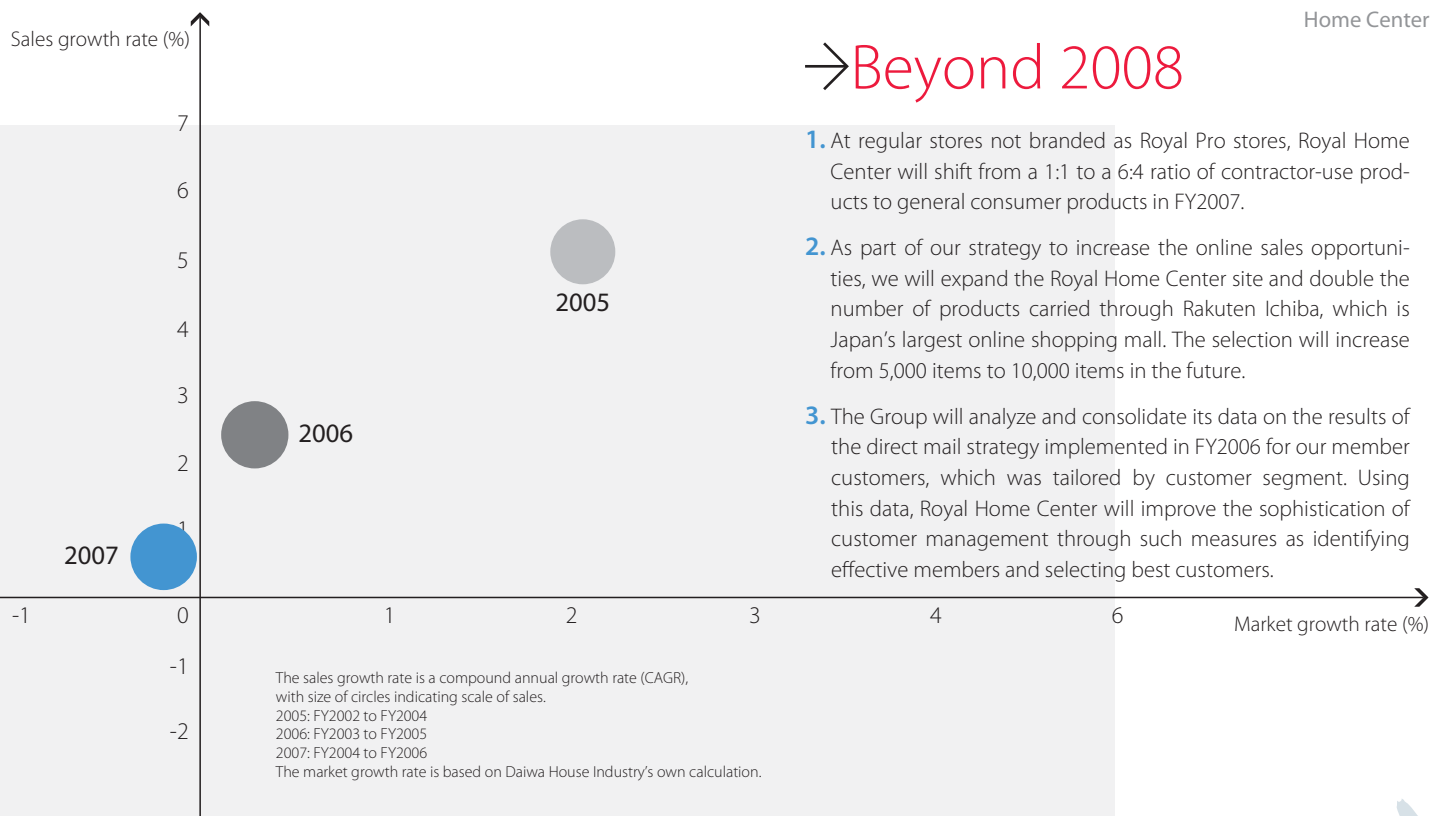 Home Center
Sales growth rate (%)
→Beyond 2008
7
6
5
4
3
2
1
2005
2006
2007
1. At regular stores not branded as Royal Pro stores, Royal Home
Center will shift from a 1:1 to a 6:4 ratio of contractor-use prod-
ucts to general consumer products in FY2007.
2. As part of our strategy to increase the online sales opportuni-
ties, we will expand the Royal Home Center site and double the
number of products carried through Rakuten Ichiba, which is
Japan's largest online shopping mall. The selection will increase
from 5,000 items to 10,000 items in the future.
3. The Group will analyze and consolidate its data on the results of
the direct mail strategy implemented in FY2006 for our member
customers, which was tailored by customer segment. Using
this data, Royal Home Center will improve the sophistication of
customer management through such measures as identifying
effective members and selecting best customers.
-1 0 1 2 3 4 6
Market growth rate (%)
-1
-2
The sales growth rate is a compound annual growth rate (CAGR),
with size of circles indicating scale of sales.
2005: FY2002 to FY2004
2006: FY2003 to FY2005
2007: FY2004 to FY2006
The market growth rate is based on Daiwa House Industry's own calculation.